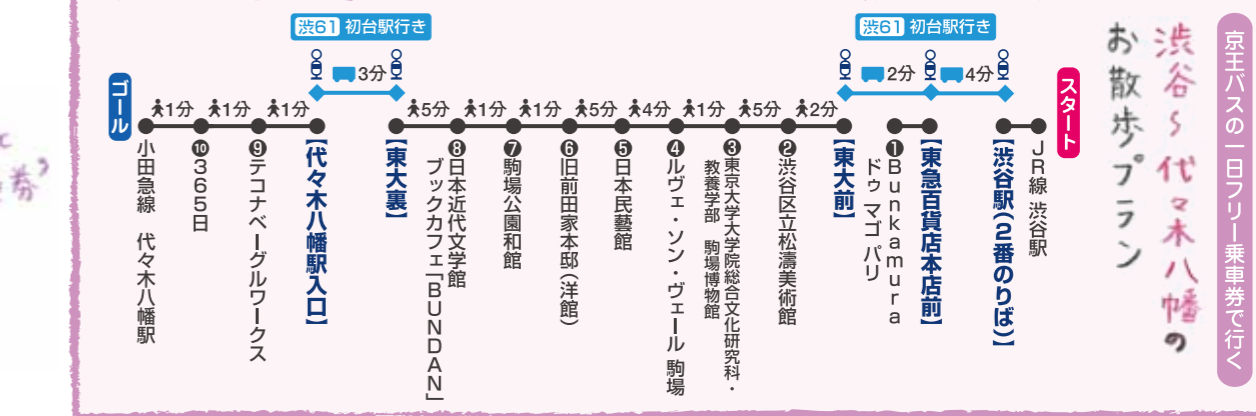 京王バスの一日フリー乗車券で行く
渋谷〜代々木八幡の
お散歩プラン
スタート
JR線 渋谷駅
【渋谷駅(2番のりば)】
渋61 初台駅行き
4分
【東急百貨店本店前】
❶Bunkamura
ドゥ マゴ パリ
2分
【東大前】
2分
❷渋谷区立松濤美術館
5分
❸東京大学大学院総合文化研究科・
教養学部 駒場博物館
1分
❹ルヴェ・ソン・ヴェール 駒場
4分
❺日本民藝館
5分
❻旧前田家本邸(洋館)
1分
❼駒場公園和館
1分
❽日本近代文学館
ブックカフェ「BUNDAN」
5分
【東大裏】
渋61 初台駅行き
3分
【代々木八幡駅入口】
1分
❾テコナベーグルワークス
1分
❿365日
1分
小田急線 代々木八幡駅
ゴール